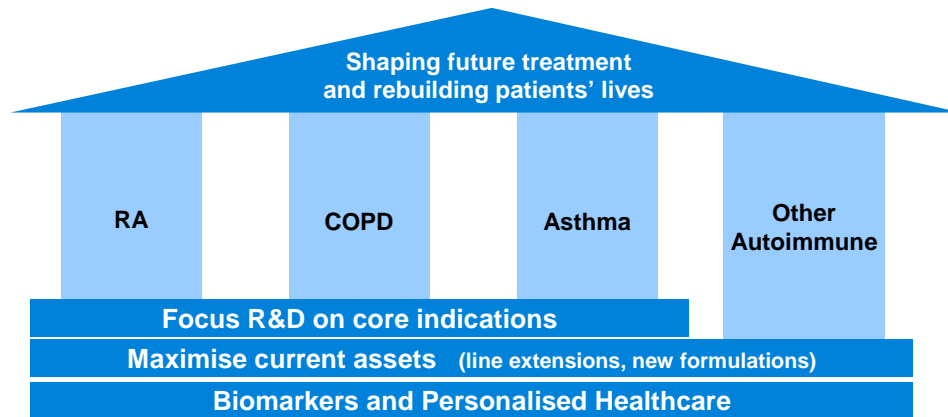 Shaping future treatment
and rebuilding patients' lives
RA
COPD
Asthma
Other
Autoimmune
Focus R&D on core indications
Maximise current assets (line extensions, new formulations)
Biomarkers and Personalised Healthcare